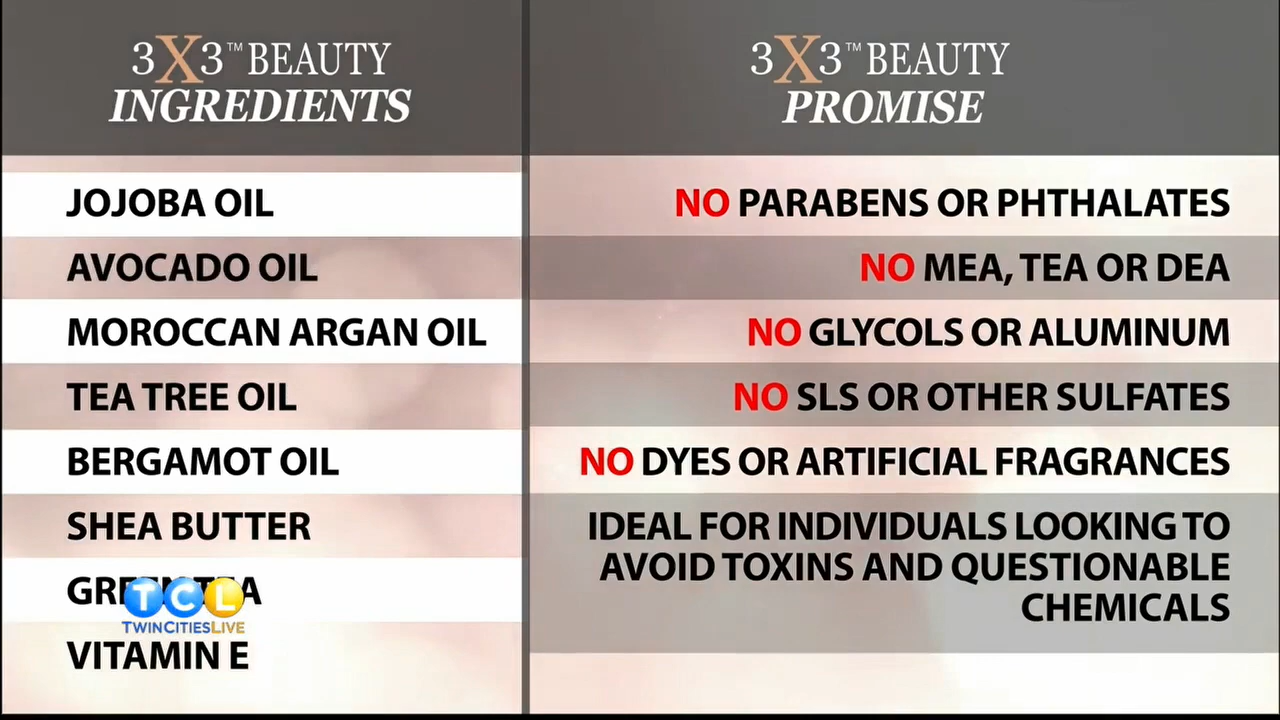 3X3™ BEAUTY
INGREDIENTS
JOJOBA OIL
AVOCADO OIL
MOROCCAN ARGAN OIL
TEA TREE OIL
BERGAMOT OIL
SHEA BUTTER
GREEN TEA
VITAMIN E
TCL
TWINCITIESLIVE
3X3™ BEAUTY
PROMISE
NO PARABENS OR PHTHALATES
NO MEA, TEA OR DEA
NO GLYCOLS OR ALUMINUM
NO SLS OR OTHER SULFATES
NO DYES OR ARTIFICIAL FRAGRANCES
IDEAL FOR INDIVIDUALS LOOKING TO
AVOID TOXINS AND QUESTIONABLE
CHEMICALS